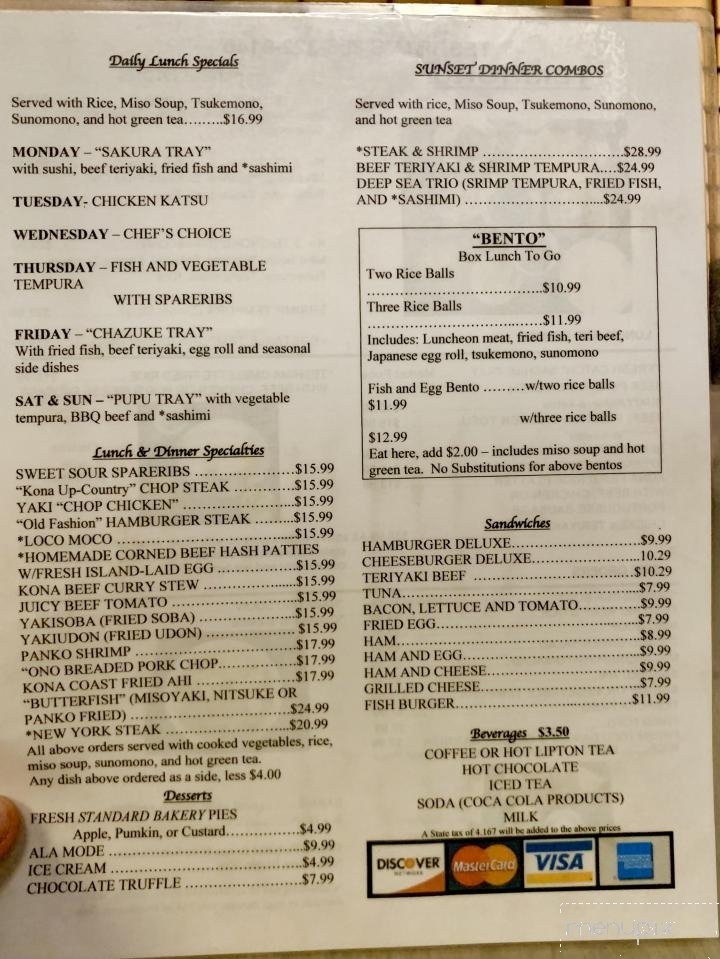 Daily Lunch Specials
Served with Rice, Miso Soup, Tsukemono,
Sunomono, and hot green tea.........$16.99
MONDAY – “SAKURA TRAY”
with sushi, beef teriyaki, fried fish and *sashimi
TUESDAY- CHICKEN KATSU
WEDNESDAY – CHEF’S CHOICE
THURSDAY – FISH AND VEGETABLE
TEMPURA
WITH SPARERIBS
FRIDAY – “CHAZUKE TRAY”
With fried fish, beef teriyaki, egg roll and seasonal
side dishes
SAT & SUN – “PUPU TRAY” with vegetable
tempura, BBQ beef and *sashimi
Lunch & Dinner Specialties
SWEET SOUR SPARERIBS ........................$15.99
“Kona Up-Country” CHOP STEAK ...............$15.99
YAKI “CHOP CHICKEN” ...........................$15.99
“Old Fashion” HAMBURGER STEAK .........$15.99
*LOCO MOCO .......................................$15.99
*HOMEMADE CORNED BEEF HASH PATTIES
W/FRESH ISLAND-LAID EGG ...................$15.99
KONA BEEF CURRY STEW .......................$15.99
JUICY BEEF TOMATO ..............................$15.99
YAKISOBA (FRIED SOBA) ........................$15.99
YAKIUDON (FRIED UDON) ...................... $15.99
PANKO SHRIMP ....................................$17.99
“ONO BREADED PORK CHOP...................$17.99
KONA COAST FRIED AHI ........................$17.99
“BUTTERFISH” (MISOYAKI, NITSUKE OR
PANKO FRIED) ......................................$24.99
*NEW YORK STEAK ..............................$20.99
All above orders served with cooked vegetables, rice,
miso soup, sunomono, and hot green tea.
Any dish above ordered as a side, less $4.00
Desserts
FRESH STANDARD BAKERY PIES
Apple, Pumkin, or Custard..................$4.99
ALA MODE ...........................................$9.99
ICE CREAM ...........................................$4.99
CHOCOLATE TRUFFLE ...........................$7.99
SUNSET DINNER COMBOS
Served with rice, Miso Soup, Tsukemono, Sunomono,
and hot green tea
*STEAK & SHRIMP .................................$28.99
BEEF TERIYAKI & SHRIMP TEMPURA....$24.99
DEEP SEA TRIO (SRIMP TEMPURA, FRIED FISH,
AND *SASHIMI) .................................$24.99
“BENTO”
Box Lunch To Go
Two Rice Balls
..........................................$10.99
Three Rice Balls
..........................................$11.99
Includes: Luncheon meat, fried fish, teri beef,
Japanese egg roll, tsukemono, sunomono
Fish and Egg Bento .........w/two rice balls
$11.99
w/three rice balls
$12.99
Eat here, add $2.00 – includes miso soup and hot
green tea. No Substitutions for above bentos
Sandwiches
HAMBURGER DELUXE...............................$9.99
CHEESEBURGER DELUXE..........................10.29
TERIYAKI BEEF ......................................$10.29
TUNA.......................................................$7.99
BACON, LETTUCE AND TOMATO...............$9.99
FRIED EGG................................................$7.99
HAM.........................................................$8.99
HAM AND EGG..........................................$9.99
HAM AND CHEESE.....................................$9.99
GRILLED CHEESE......................................$7.99
FISH BURGER..........................................$11.99
Beverages $3.50
COFFEE OR HOT LIPTON TEA
HOT CHOCOLATE
ICED TEA
SODA (COCA COLA PRODUCTS)
MILK
A State tax of 4.167 will be added to the above prices
DISCOVER
NETWORK
MasterCard
VISA
menupix